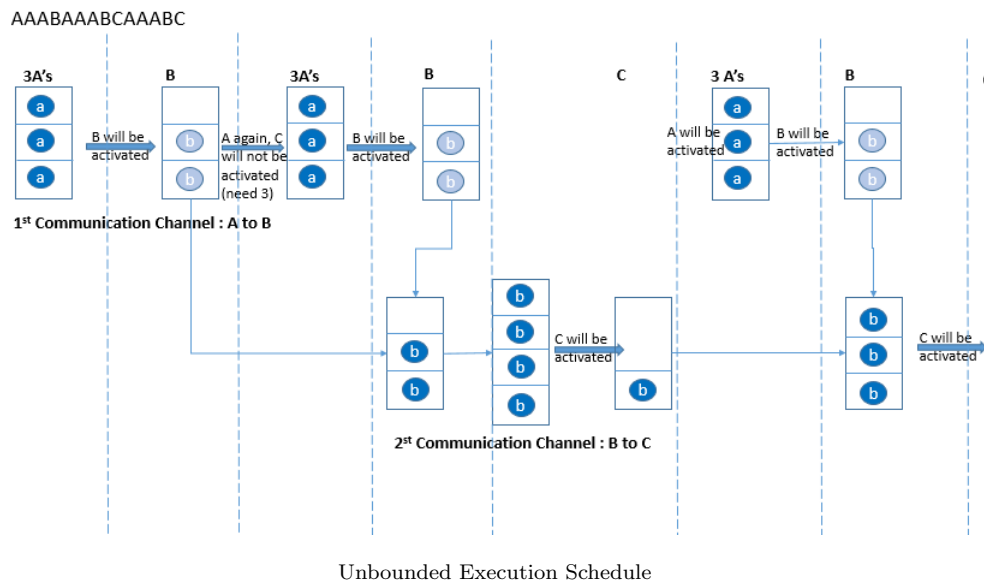 AAABAAABCAAABC
3A's
B
3A's
B
C
3 A's
B
a
a
a
B will be
activated
b
b
A again, C
will not be
activated
(need 3)
a
a
a
B will be
activated
b
b
A will be
activated
a
a
a
B will be
activated
b
b
1st Communication Channel : A to B
b
b
b
b
b
b
C will be
activated
b
b
b
b
C will be
activated
2st Communication Channel : B to C
Unbounded Execution Schedule